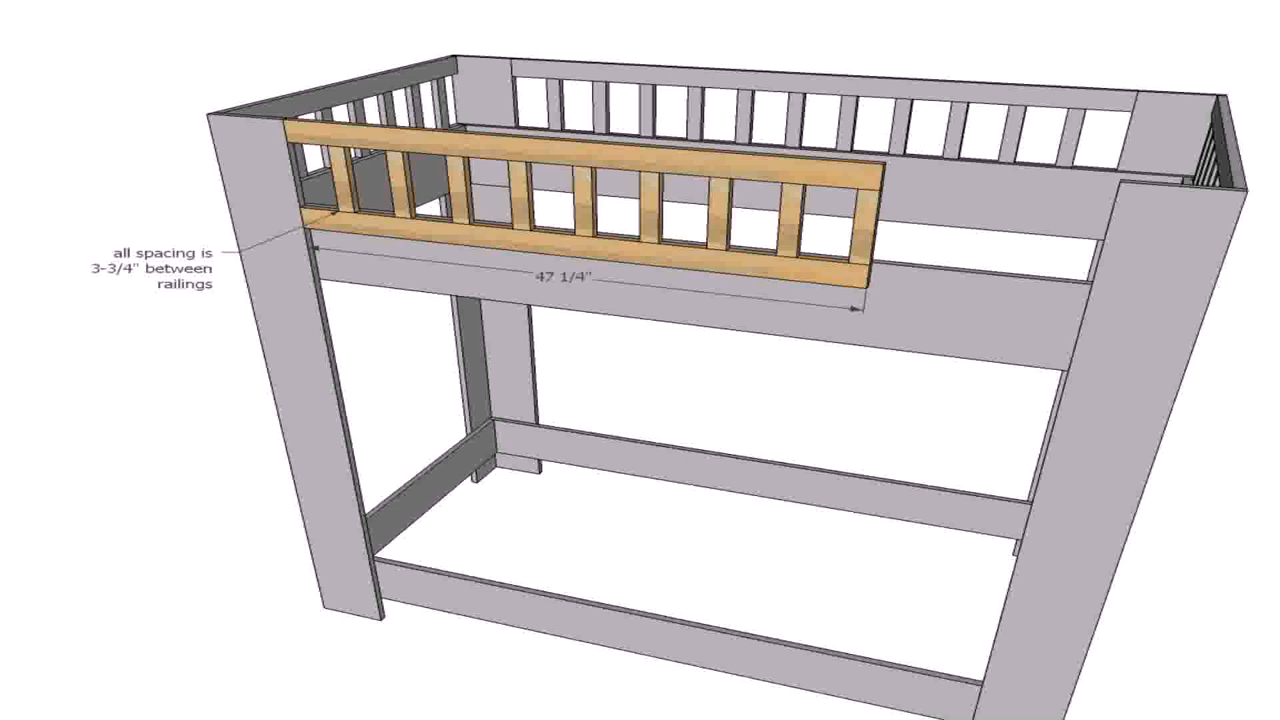 all spacing is
3-3/4" between
railings
47 1/4"